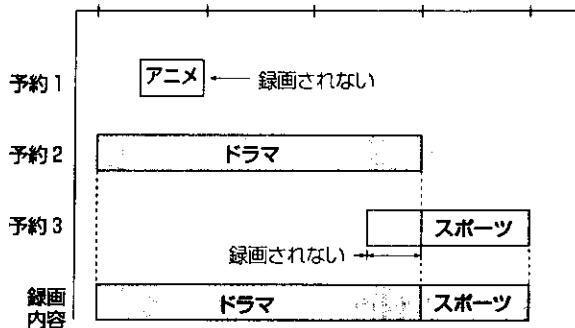 予約1
アニメ
録画されない
予約2
ドラマ
予約3
スポーツ
録画されない
録画
内容
ドラマ
スポーツ